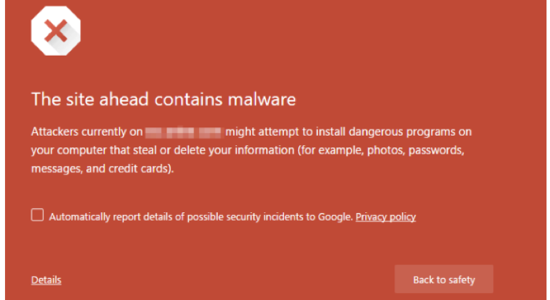 The site ahead contains malware
Attackers currently on might attempt to install dangerous programs on
your computer that steal or delete your information (for example, photos, passwords,
messages, and credit cards).
Automatically report details of possible security incidents to Google. Privacy policy
Details
Back to safety